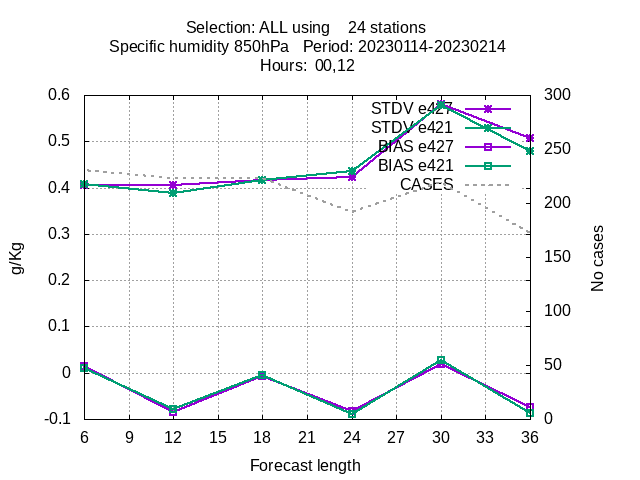 Selection: ALL using    24 stations
Specific humidity 850hPa   Period: 20230114-20230214
Hours:  00,12
STDV e427
STDV e421
BIAS e427
BIAS e421
CASES
0.6
0.5
0.4
0.3
0.2
0.1
0
-0.1
g/Kg
300
250
200
150
100
50
0
No cases
6 9 12 15 18 21 24 27 30 33 36
Forecast length